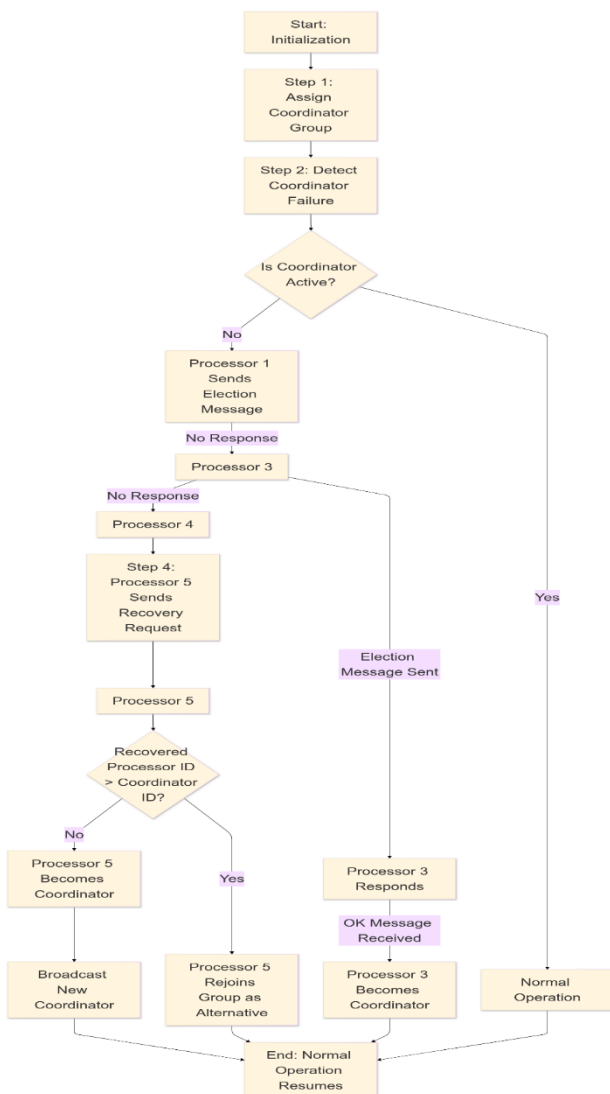 Start:
Initialization
Step 1:
Assign
Coordinator
Group
Step 2: Detect
Coordinator
Failure
Is Coordinator
Active?
No
Processor 1
Sends
Election
Message
No Response
Processor 3
No Response
Processor 4
Step 4:
Processor 5
Sends
Recovery
Request
Yes
Election
Message Sent
Processor 5
Recovered
Processor ID
> Coordinator
ID?
No
Processor 5
Becomes
Coordinator
Yes
Processor 3
Responds
OK Message
Received
Broadcast
New
Coordinator
Processor 5
Rejoins
Group as
Alternative
Processor 3
Becomes
Coordinator
Normal
Operation
End: Normal
Operation
Resumes